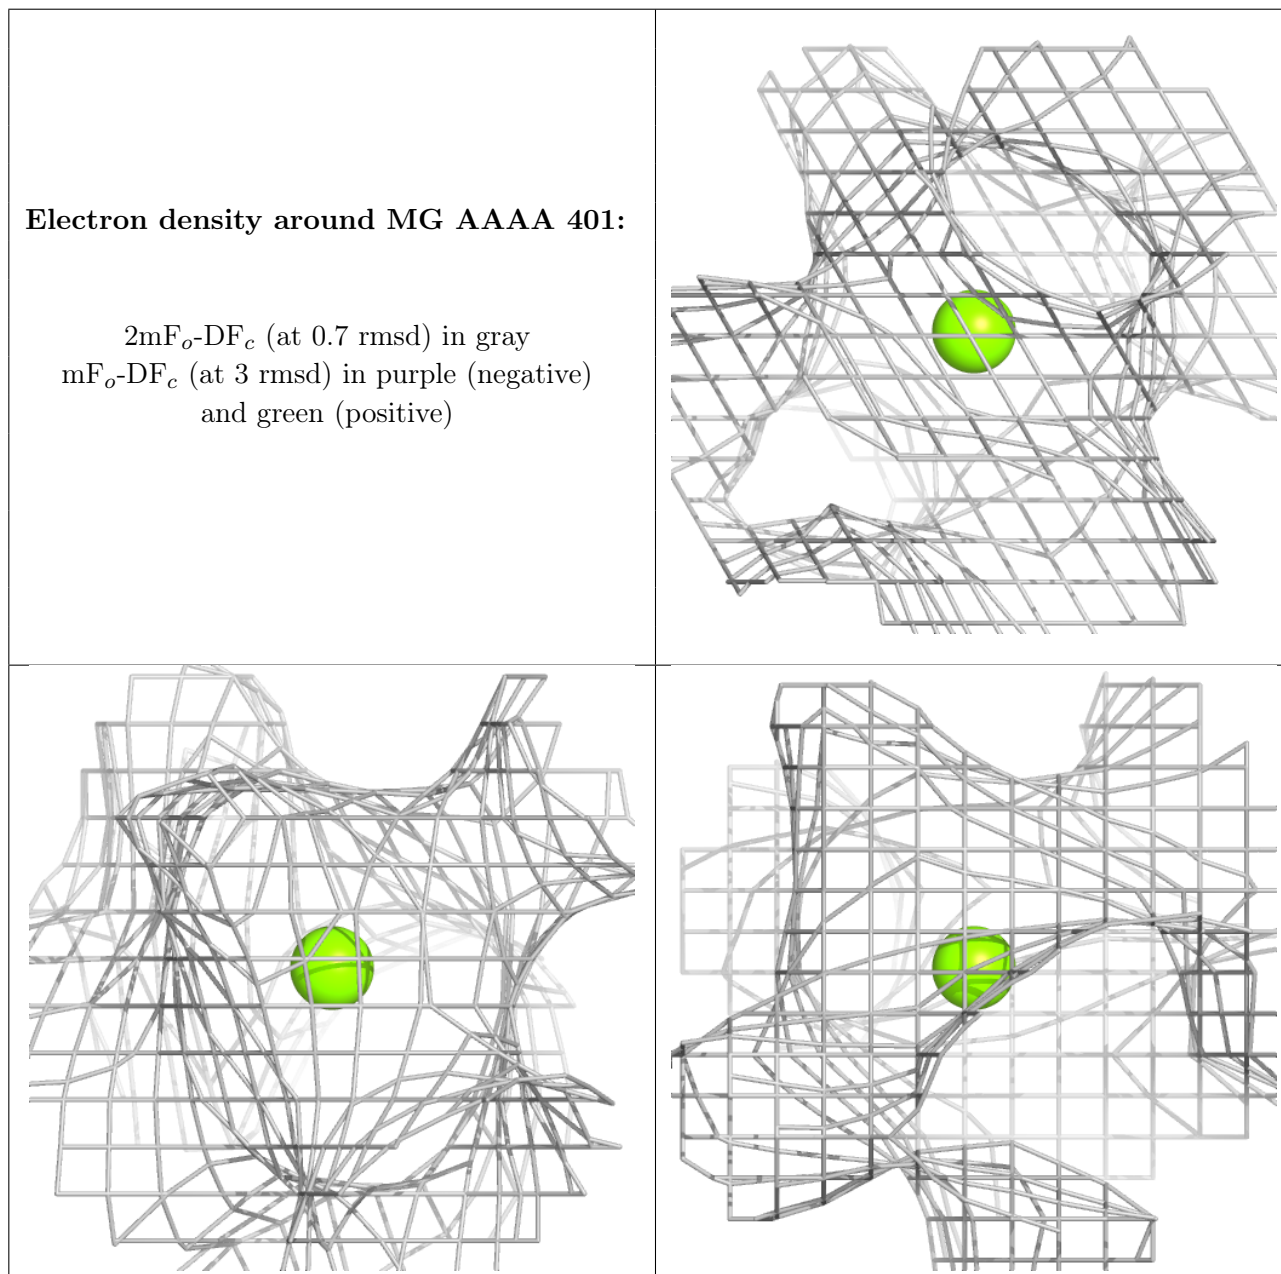 Electron density around MG AAAA 401:
2mFo-DFc (at 0.7 rmsd) in gray
mFo-DFc (at 3 rmsd) in purple (negative)
and green (positive)